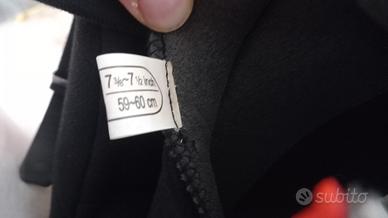 7 3/8~7 1/2 inch
59~60 cm
subito